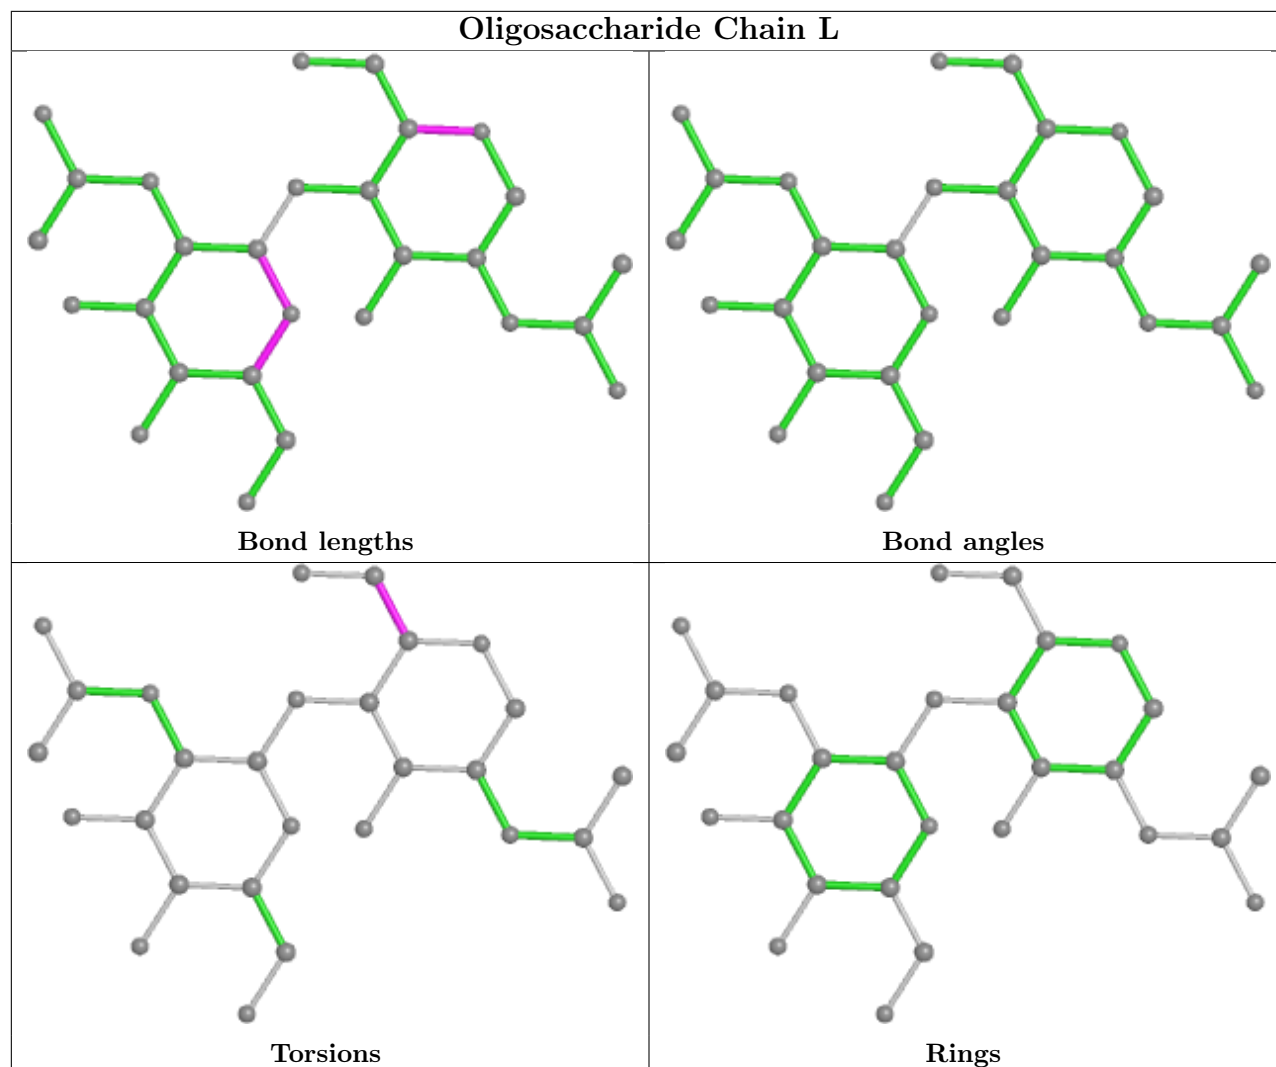 Oligosaccharide Chain L
Bond lengths
Bond angles
Torsions
Rings